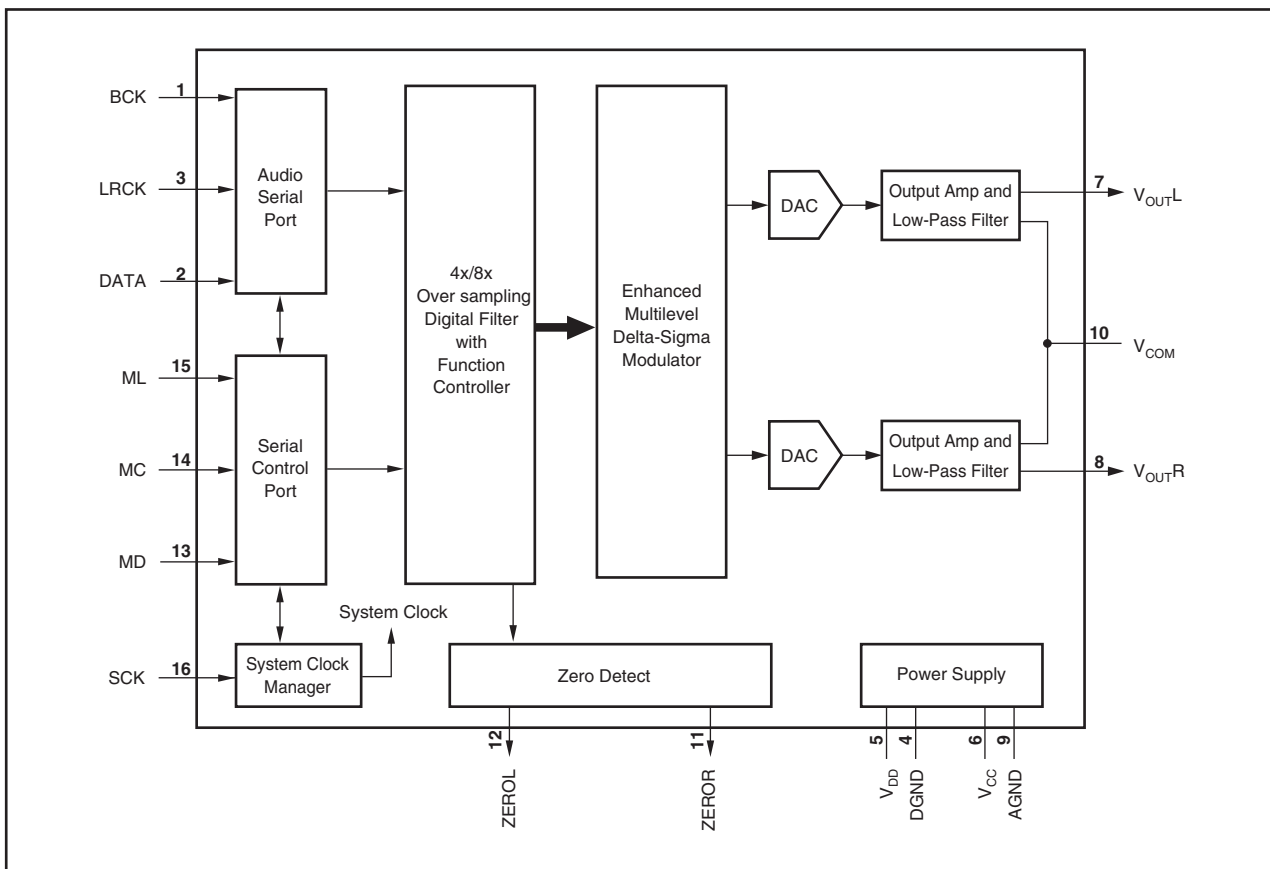 BCK 1
LRCK 3
DATA 2
Audio
Serial
Port
ML 15
MC 14
MD 13
Serial
Control
Port
SCK 16
System Clock
Manager
System Clock
4x/8x
Over sampling
Digital Filter
with
Function
Controller
Enhanced
Multilevel
Delta-Sigma
Modulator
DAC
Output Amp and
Low-Pass Filter
7 VOUTL
10 VCOM
DAC
Output Amp and
Low-Pass Filter
8 VOUTR
Zero Detect
12 ZEROL
11 ZEROR
Power Supply
5 VDD
4 DGND
6 VCC
9 AGND